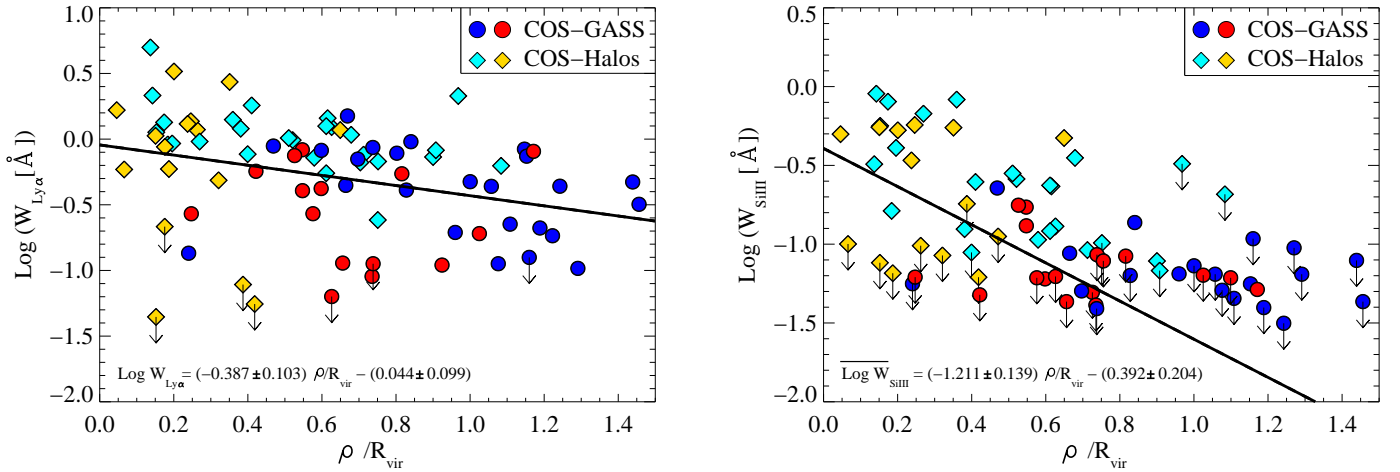 COS−GASS
COS−Halos
Log (W_Lyα [Å])
1.0
0.5
0.0
−0.5
−1.0
−1.5
−2.0
Log W_Lyα = (−0.387±0.103) ρ/R_vir − (0.044±0.099)
0.0 0.2 0.4 0.6 0.8 1.0 1.2 1.4
ρ /R_vir
COS−GASS
COS−Halos
Log (W_SiIII [Å])
0.5
0.0
−0.5
−1.0
−1.5
−2.0
Log W_SiIII = (−1.211±0.139) ρ/R_vir − (0.392±0.204)
0.0 0.2 0.4 0.6 0.8 1.0 1.2 1.4
ρ /R_vir